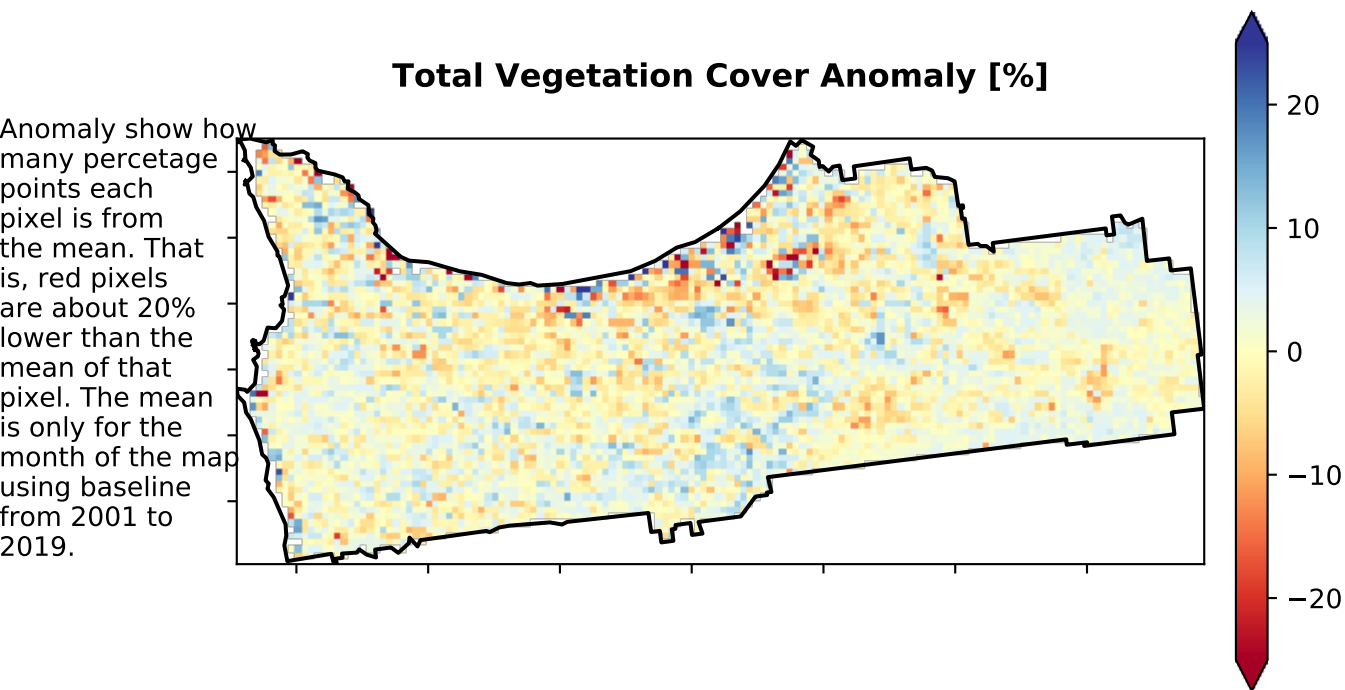 Total Vegetation Cover Anomaly [%]
Anomaly show how
many percetage
points each
pixel is from
the mean. That
is, red pixels
are about 20%
lower than the
mean of that
pixel. The mean
is only for the
month of the map
using baseline
from 2001 to
2019.
20
10
0
−10
−20